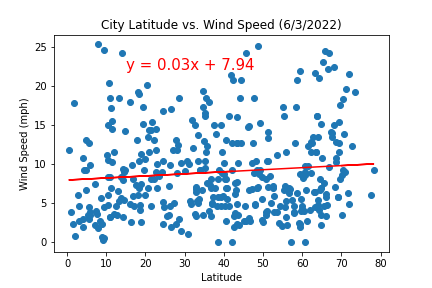 City Latitude vs. Wind Speed (6/3/2022)
25
y = 0.03x + 7.94
20
15
Wind Speed (mph)
10
5
0
0 10 20 30 40 50 60 70 80
Latitude